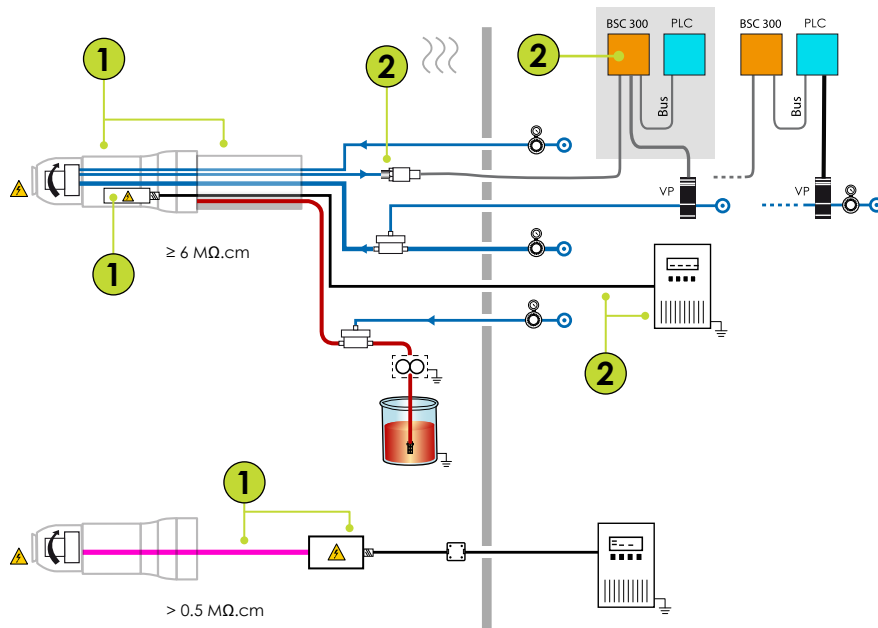 BSC 300 PLC BSC 300 PLC
1
2
2
Bus
Bus
VP
VP
1
≥ 6 MΩ.cm
2
1
> 0.5 MΩ.cm